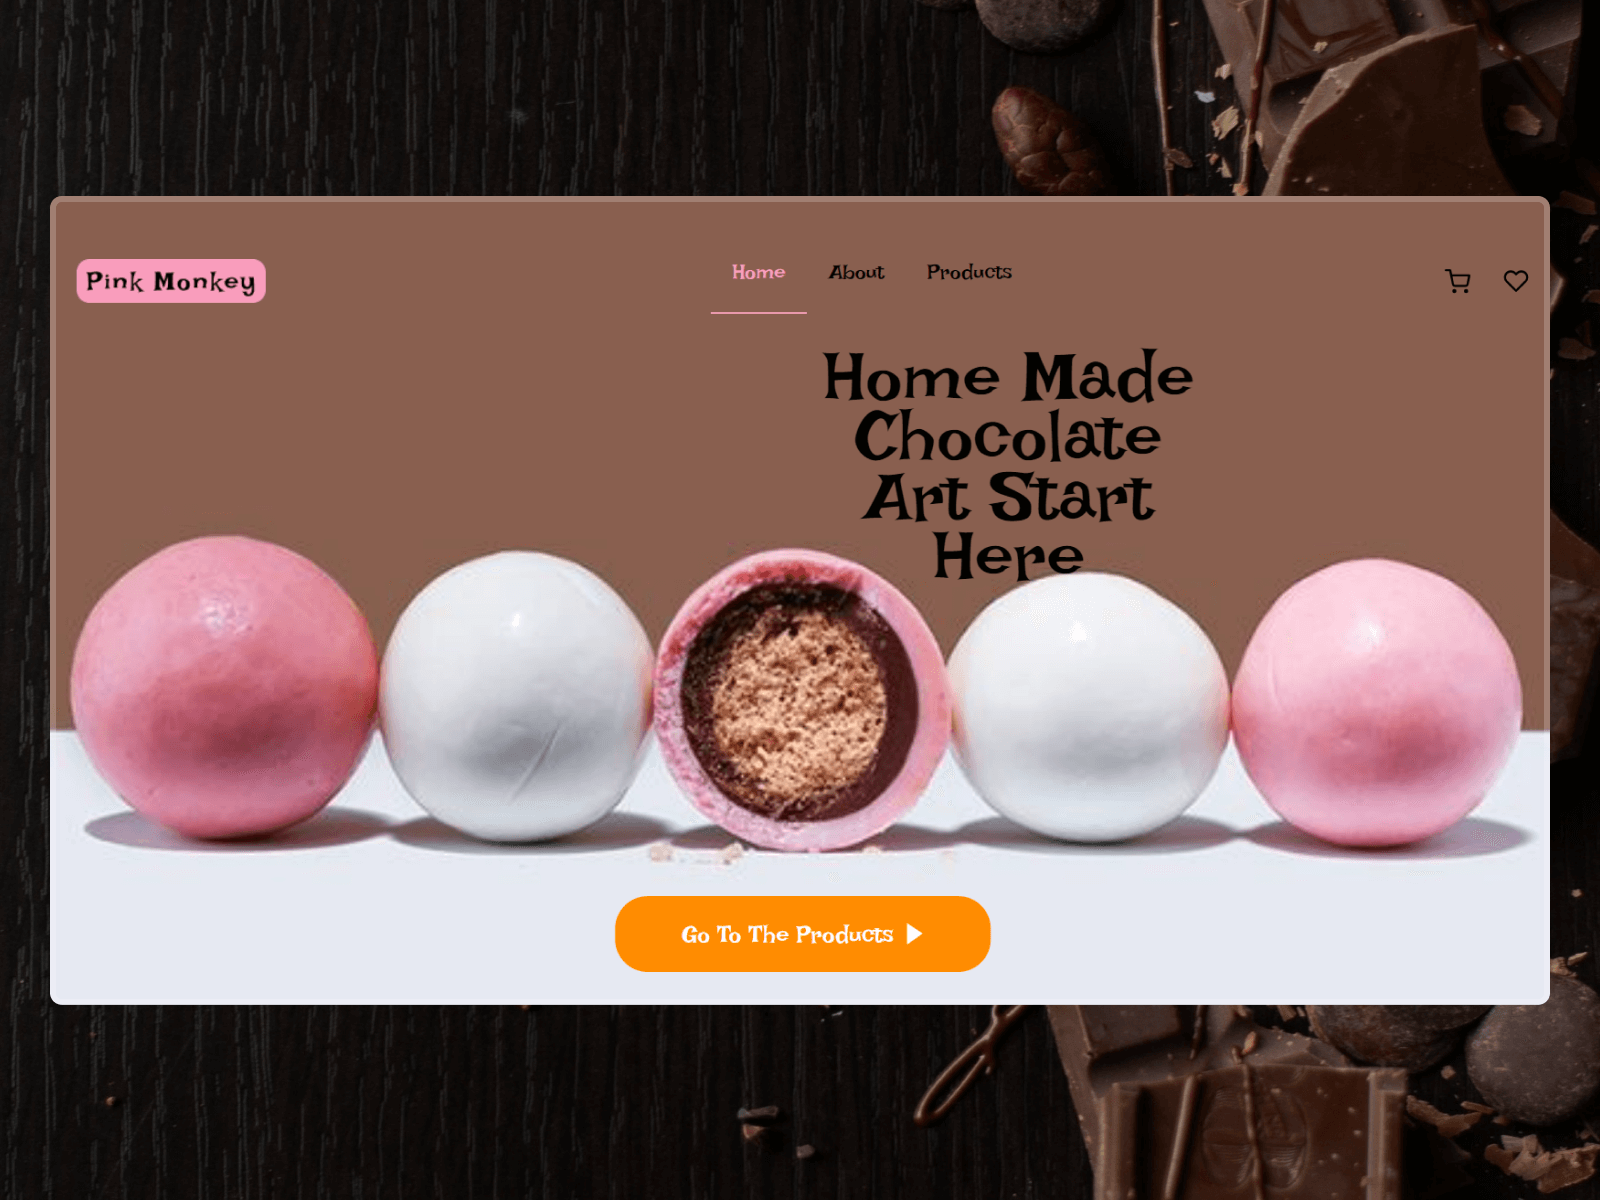 Pink Monkey
Home
About
Products
Home Made
Chocolate
Art Start
Here
Go To The Products